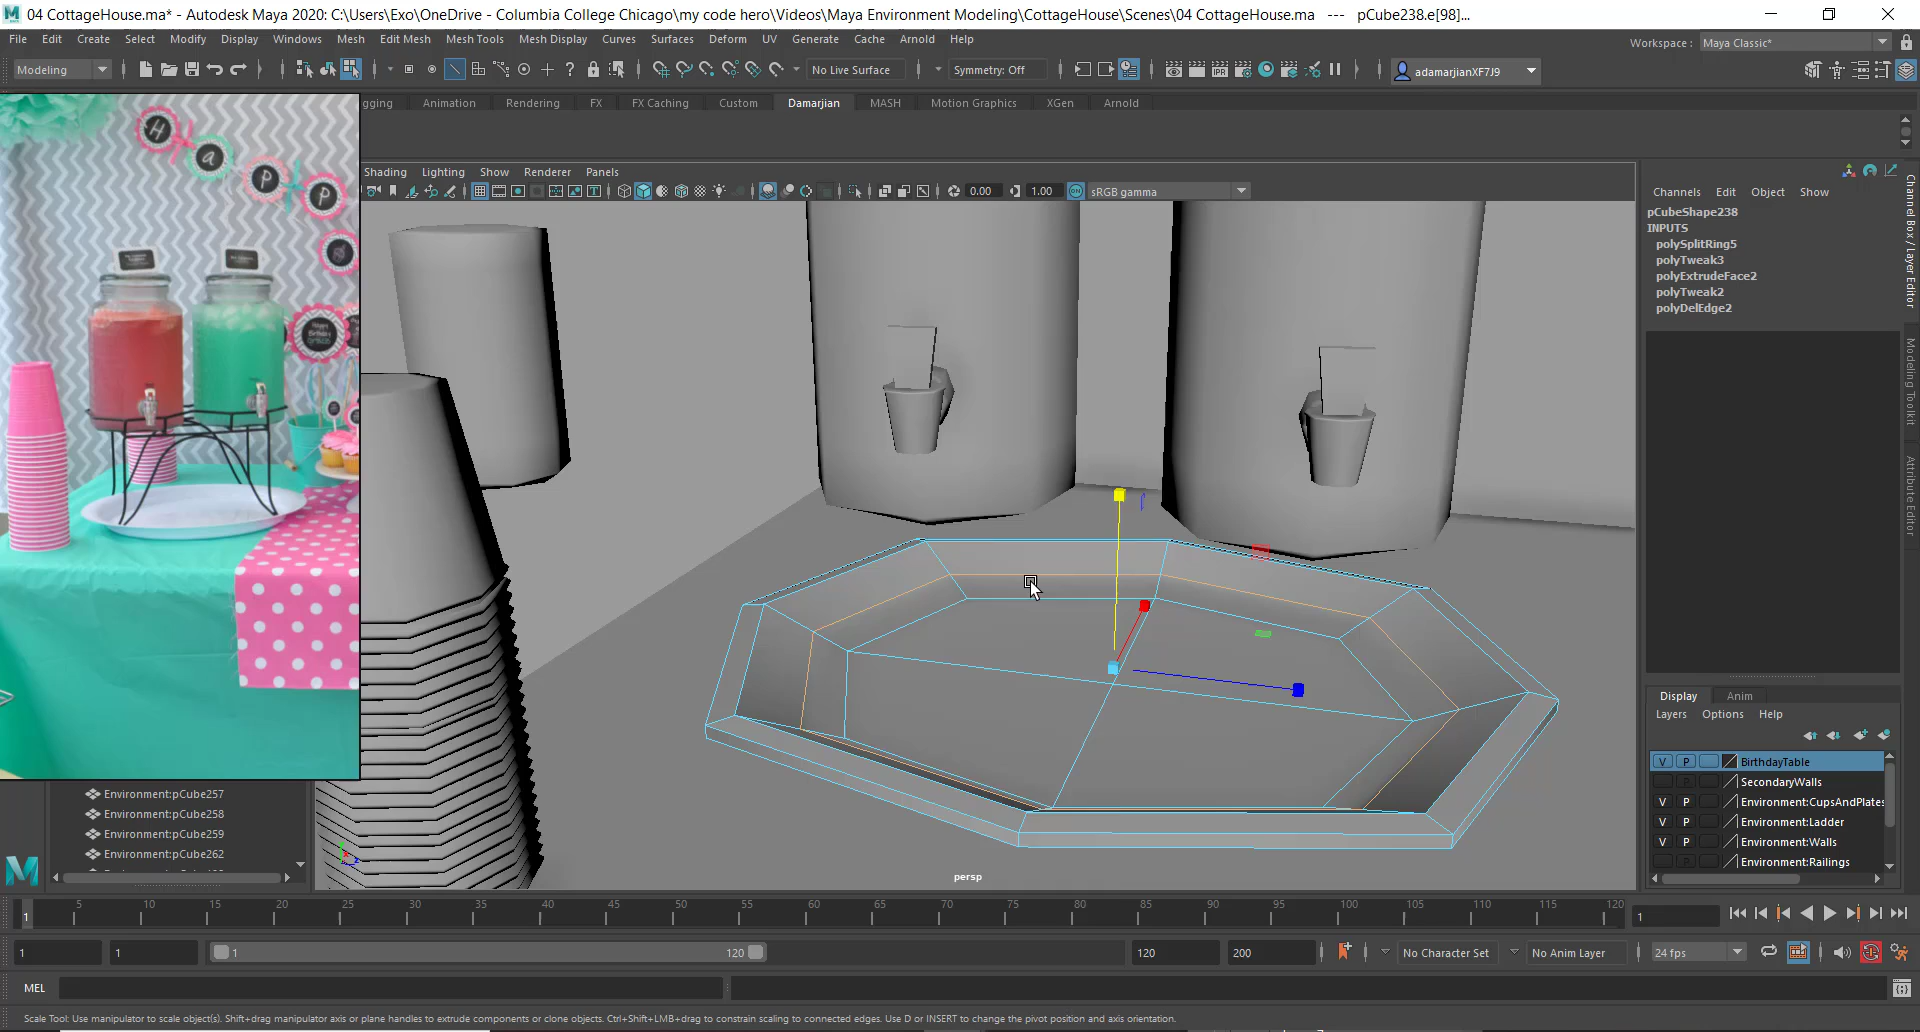 04 CottageHouse.ma* - Autodesk Maya 2020: C:\Users\Exo\OneDrive - Columbia College Chicago\my code hero\Videos\Maya Environment Modeling\CottageHouse\Scenes\04 CottageHouse.ma --- pCube238.e[98]...
File Edit Create Select Modify Display Windows Mesh Edit Mesh Mesh Tools Mesh Display Curves Surfaces Deform UV Generate Cache Arnold Help
Workspace : Maya Classic*
Modeling No Live Surface Symmetry: Off IPR adamarjianXF7J9
gging Animation Rendering FX FX Caching Custom Damarjian MASH Motion Graphics XGen Arnold
Shading Lighting Show Renderer Panels
0.00 1.00 ON sRGB gamma
H a P P
Channels Edit Object Show
pCubeShape238
INPUTS
polySplitRing5
polyTweak3
polyExtrudeFace2
polyTweak2
polyDelEdge2
Channel Box / Layer Editor
Modeling Toolkit
Attribute Editor
Display Anim
Layers Options Help
V P BirthdayTable
P SecondaryWalls
V P Environment:CupsAndPlates
V P Environment:Ladder
V P Environment:Walls
P Environment:Railings
Environment:pCube257
Environment:pCube258
Environment:pCube259
Environment:pCube262
persp
1 5 10 15 20 25 30 35 40 45 50 55 60 65 70 75 80 85 90 95 100 105 110 115 120 1
1 1 1 120 120 200 No Character Set No Anim Layer 24 fps
MEL
Scale Tool: Use manipulator to scale object(s). Shift+drag manipulator axis or plane handles to extrude components or clone objects. Ctrl+Shift+LMB+drag to constrain scaling to connected edges. Use D or INSERT to change the pivot position and axis orientation.